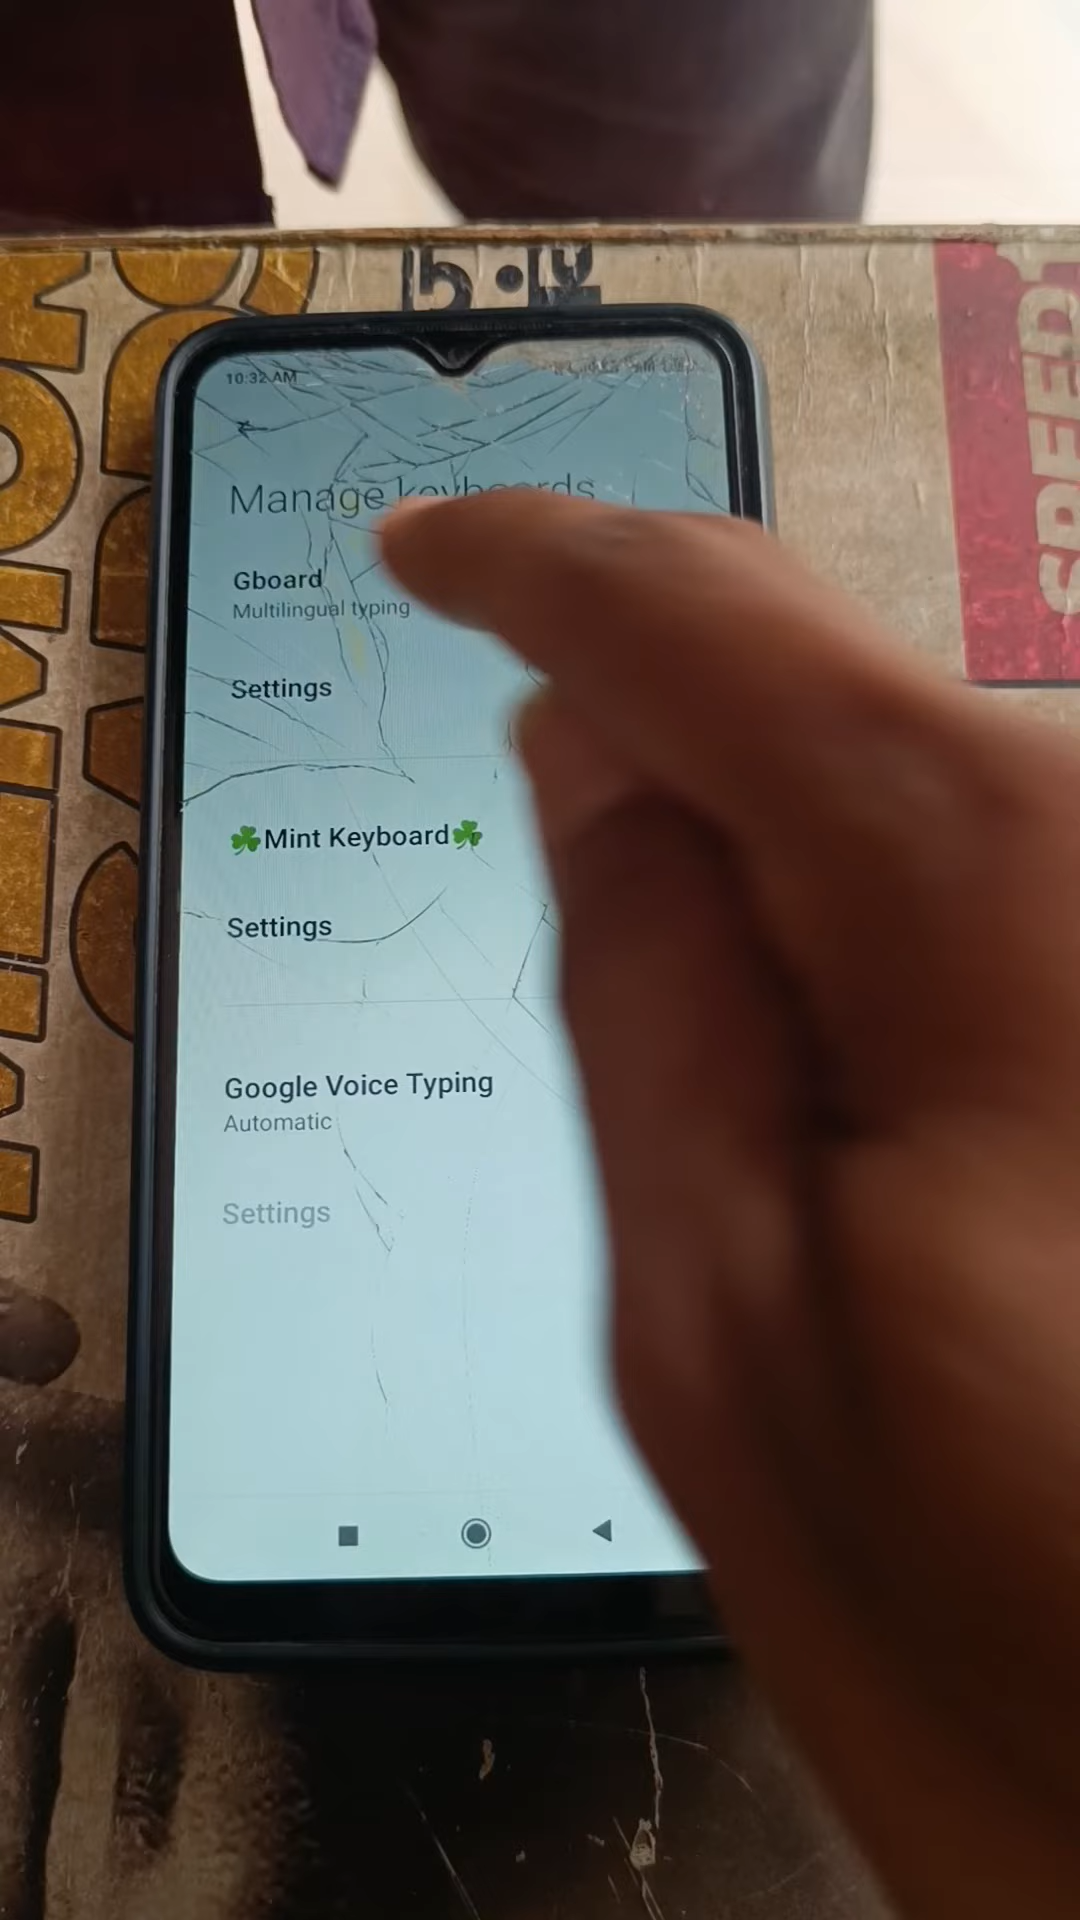 10:32 AM
Manage keyboards
Gboard
Multilingual typing
Settings
☘Mint Keyboard☘
Settings
Google Voice Typing
Automatic
Settings
SPEED